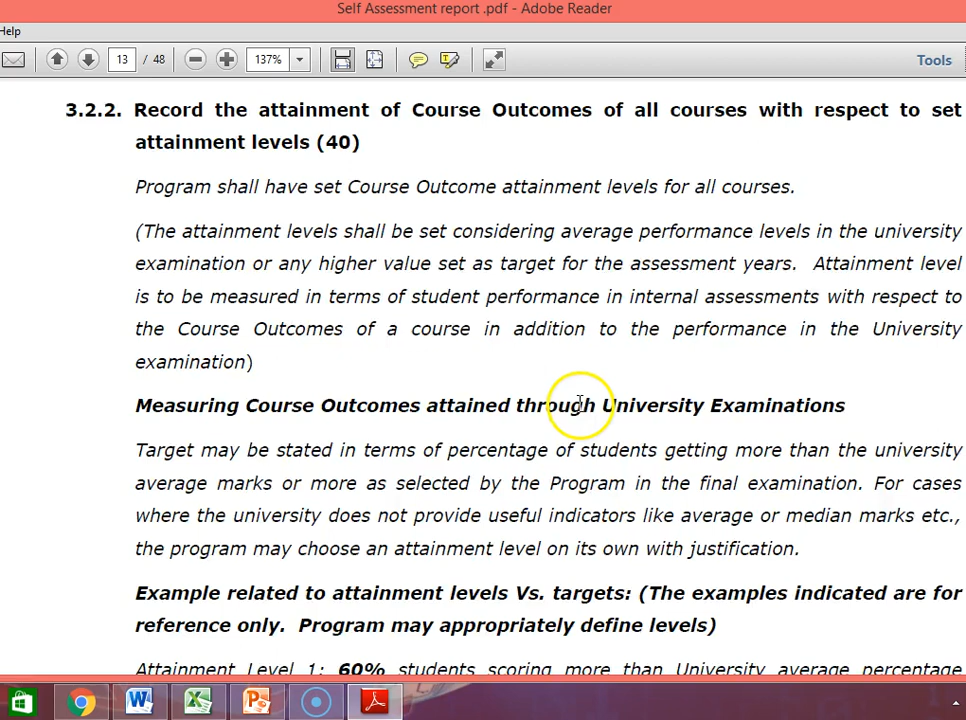 Self Assessment report .pdf - Adobe Reader
Help
13 / 48 137% Tools
3.2.2. Record the attainment of Course Outcomes of all courses with respect to set
attainment levels (40)
Program shall have set Course Outcome attainment levels for all courses.
(The attainment levels shall be set considering average performance levels in the university
examination or any higher value set as target for the assessment years. Attainment level
is to be measured in terms of student performance in internal assessments with respect to
the Course Outcomes of a course in addition to the performance in the University
examination)
Measuring Course Outcomes attained through University Examinations
Target may be stated in terms of percentage of students getting more than the university
average marks or more as selected by the Program in the final examination. For cases
where the university does not provide useful indicators like average or median marks etc.,
the program may choose an attainment level on its own with justification.
Example related to attainment levels Vs. targets: (The examples indicated are for
reference only. Program may appropriately define levels)
Attainment Level 1: 60% students scoring more than University average percentage